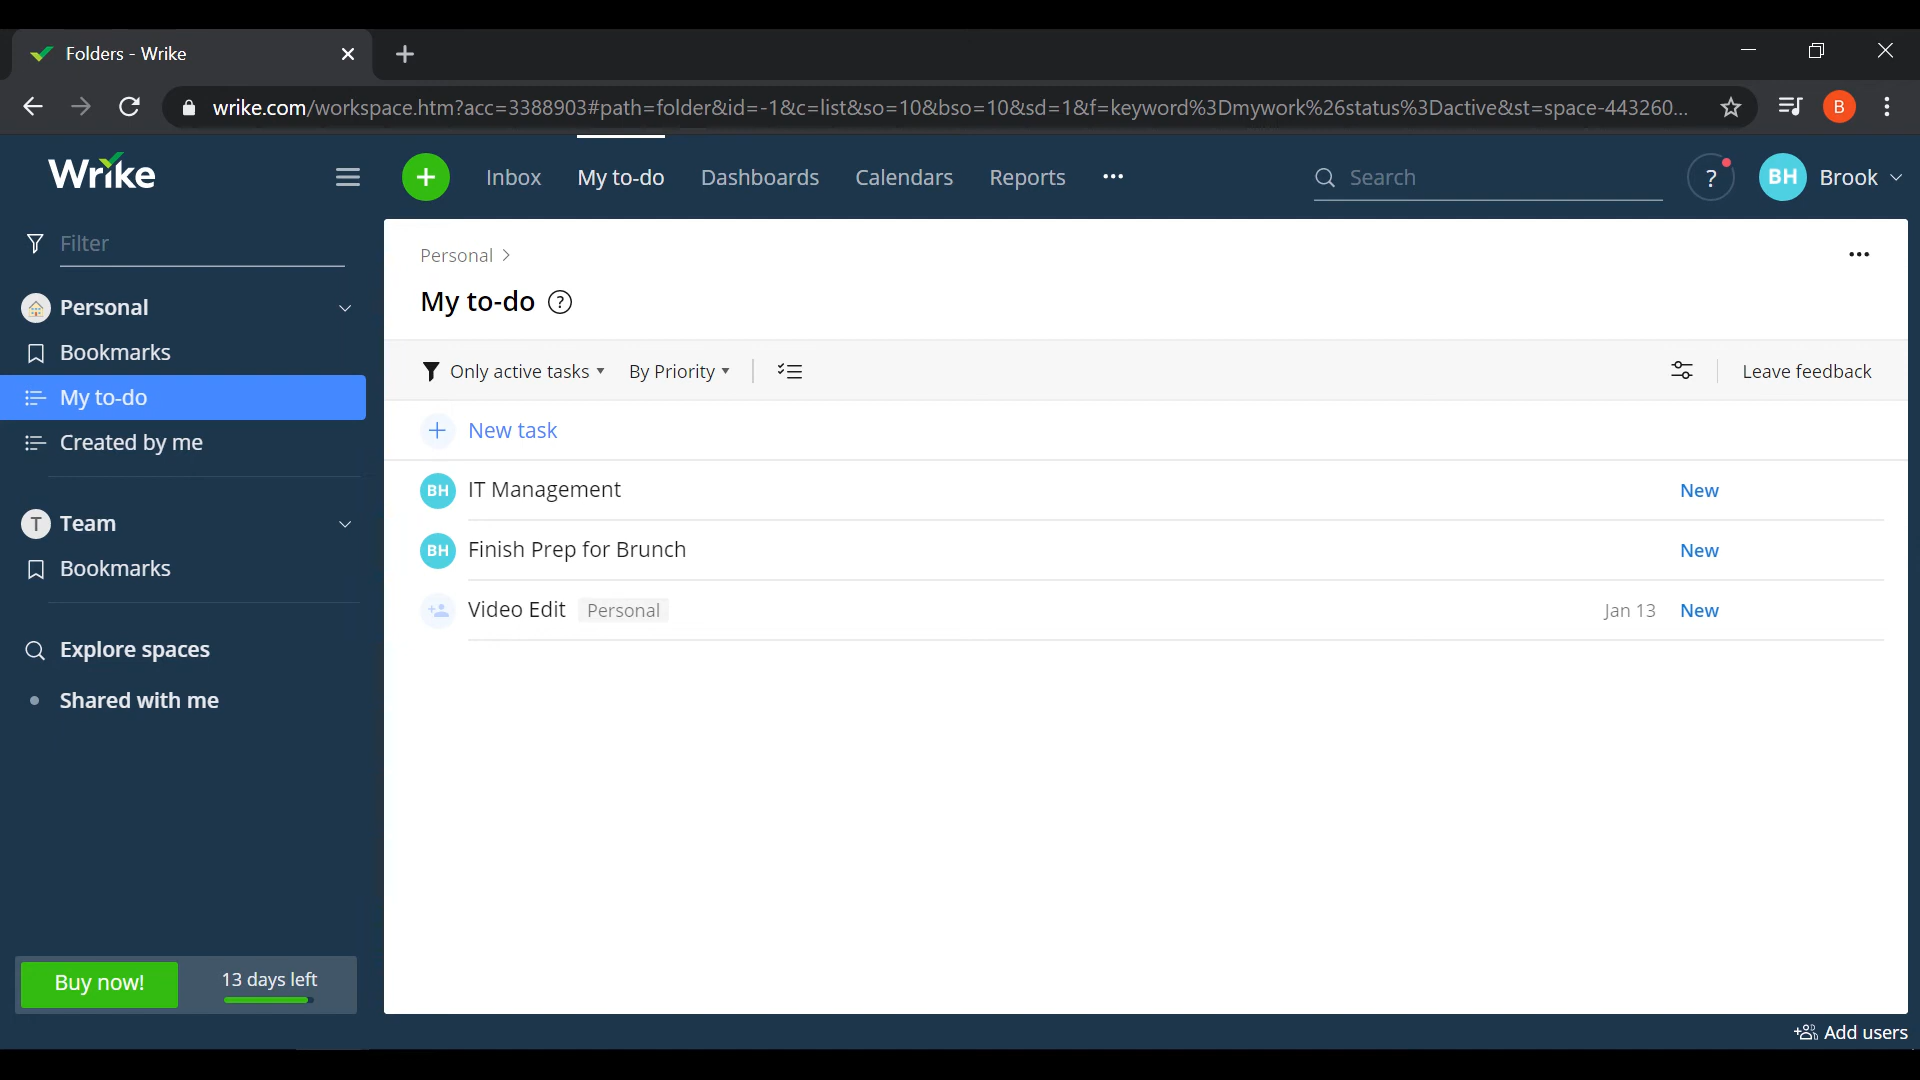 Folders - Wrike
wrike.com/workspace.htm?acc=3388903#path=folder&id=-1&c=list&so=10&bso=10&sd=1&f=keyword%3Dmywork%26status%3Dactive&st=space-443260...
B
Wrike
Inbox
My to-do
Dashboards
Calendars
Reports
Search
?
BH
Brook
Filter
Personal
Bookmarks
My to-do
Created by me
T
Team
Bookmarks
Explore spaces
Shared with me
Buy now!
13 days left
Personal
My to-do ?
Only active tasks
By Priority
Leave feedback
New task
BH IT Management New
BH Finish Prep for Brunch New
Video Edit Personal Jan 13 New
Add users